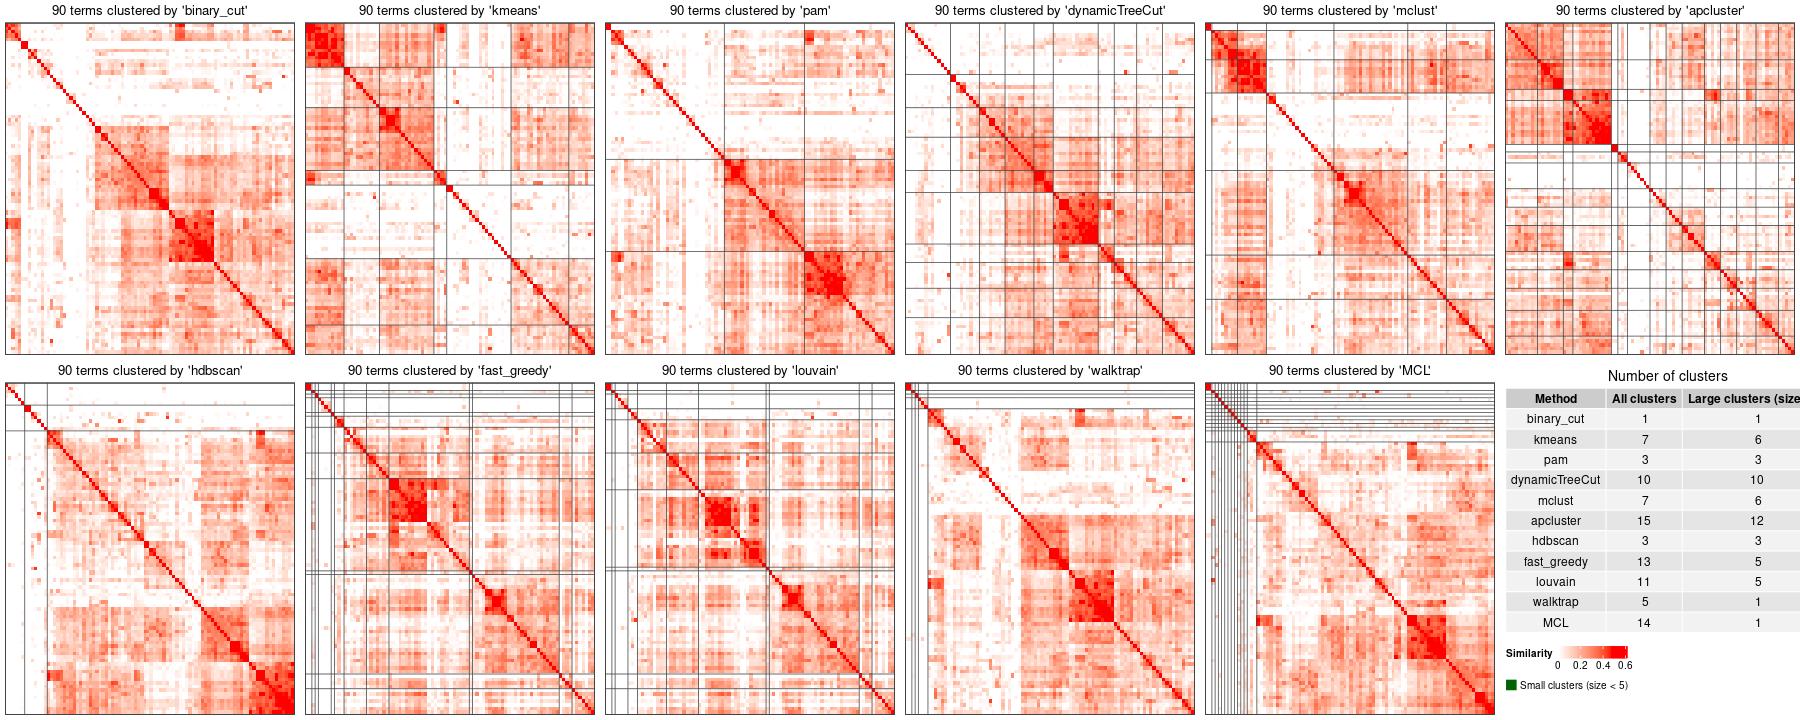 90 terms clustered by 'binary_cut'
90 terms clustered by 'kmeans'
90 terms clustered by 'pam'
90 terms clustered by 'dynamicTreeCut'
90 terms clustered by 'mclust'
90 terms clustered by 'apcluster'
90 terms clustered by 'hdbscan'
90 terms clustered by 'fast_greedy'
90 terms clustered by 'louvain'
90 terms clustered by 'walktrap'
90 terms clustered by 'MCL'
Number of clusters
Method All clusters Large clusters (size
binary_cut 1 1
kmeans 7 6
pam 3 3
dynamicTreeCut 10 10
mclust 7 6
apcluster 15 12
hdbscan 3 3
fast_greedy 13 5
louvain 11 5
walktrap 5 1
MCL 14 1
Similarity
0 0.2 0.4 0.6
Small clusters (size < 5)